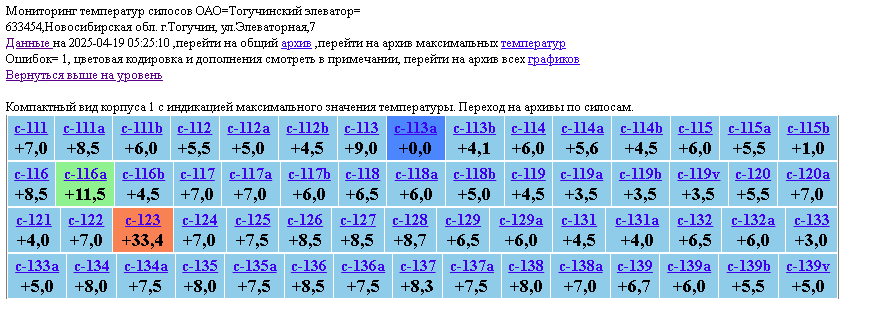 Мониторинг температур силосов ОАО=Тогучинский элеватор=
633454,Новосибирская обл. г.Тогучин, ул.Элеваторная,7
Данные на 2025-04-19 05:25:10 ,перейти на общий архив ,перейти на архив максимальных температур
Ошибок= 1, цветовая кодировка и дополнения смотреть в примечании, перейти на архив всех графиков
Вернуться выше на уровень
Компактный вид корпуса 1 с индикацией максимального значения температуры. Переход на архивы по силосам.
c-111 c-111a c-111b c-112 c-112a c-112b c-113 c-113a c-113b c-114 c-114a c-114b c-115 c-115a c-115b
+7,0 +8,5 +6,0 +5,5 +5,0 +4,5 +9,0 +0,0 +4,1 +6,0 +5,6 +4,5 +6,0 +5,5 +1,0
c-116 c-116a c-116b c-117 c-117a c-117b c-118 c-118a c-118b c-119 c-119a c-119b c-119v c-120 c-120a
+8,5 +11,5 +4,5 +7,0 +7,0 +6,0 +6,5 +6,0 +5,0 +4,5 +3,5 +3,5 +3,5 +5,5 +7,0
c-121 c-122 c-123 c-124 c-125 c-126 c-127 c-128 c-129 c-129a c-131 c-131a c-132 c-132a c-133
+4,0 +7,0 +33,4 +7,0 +7,5 +8,5 +8,5 +8,7 +6,5 +6,0 +4,5 +4,0 +6,5 +6,0 +3,0
c-133a c-134 c-134a c-135 c-135a c-136 c-136a c-137 c-137a c-138 c-138a c-139 c-139a c-139b c-139v
+5,0 +8,0 +7,5 +8,0 +7,5 +8,5 +7,5 +8,3 +7,5 +8,0 +7,0 +6,7 +6,0 +5,5 +5,0